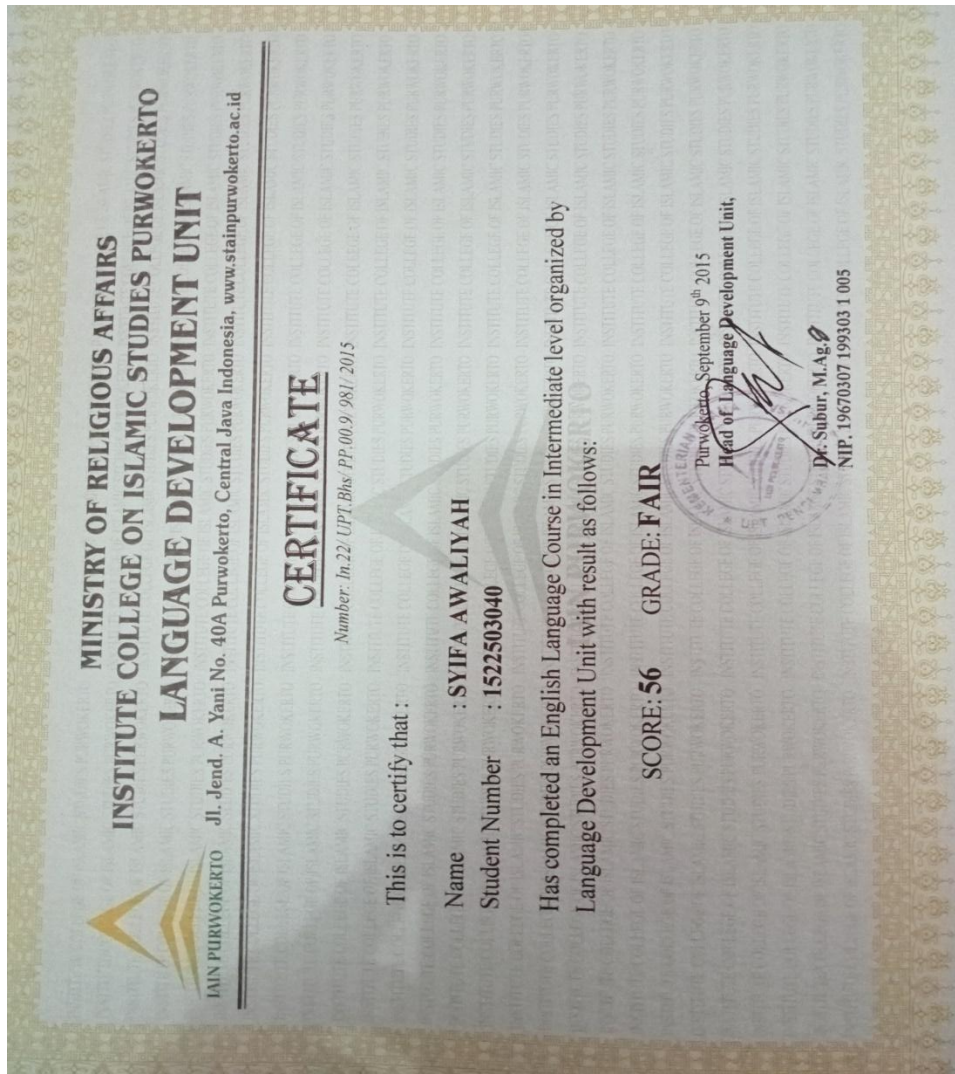 MINISTRY OF RELIGIOUS AFFAIRS
INSTITUTE COLLEGE ON ISLAMIC STUDIES PURWOKERTO
LANGUAGE DEVELOPMENT UNIT
IAIN PURWOKERTO
Jl. Jend. A. Yani No. 40A Purwokerto, Central Java Indonesia, www.stainpurwokerto.ac.id
CERTIFICATE
Number: In.22/ UPT.Bhs/ PP.00.9/ 981/ 2015
This is to certify that :
Name : SYIFA AWALIYAH
Student Number : 1522503040
Has completed an English Language Course in Intermediate level organized by
Language Development Unit with result as follows:
SCORE: 56 GRADE: FAIR
Purwokerto, September 9th 2015
Head of Language Development Unit,
Dr. Subur, M.Ag.
NIP. 19670307 199303 1 005